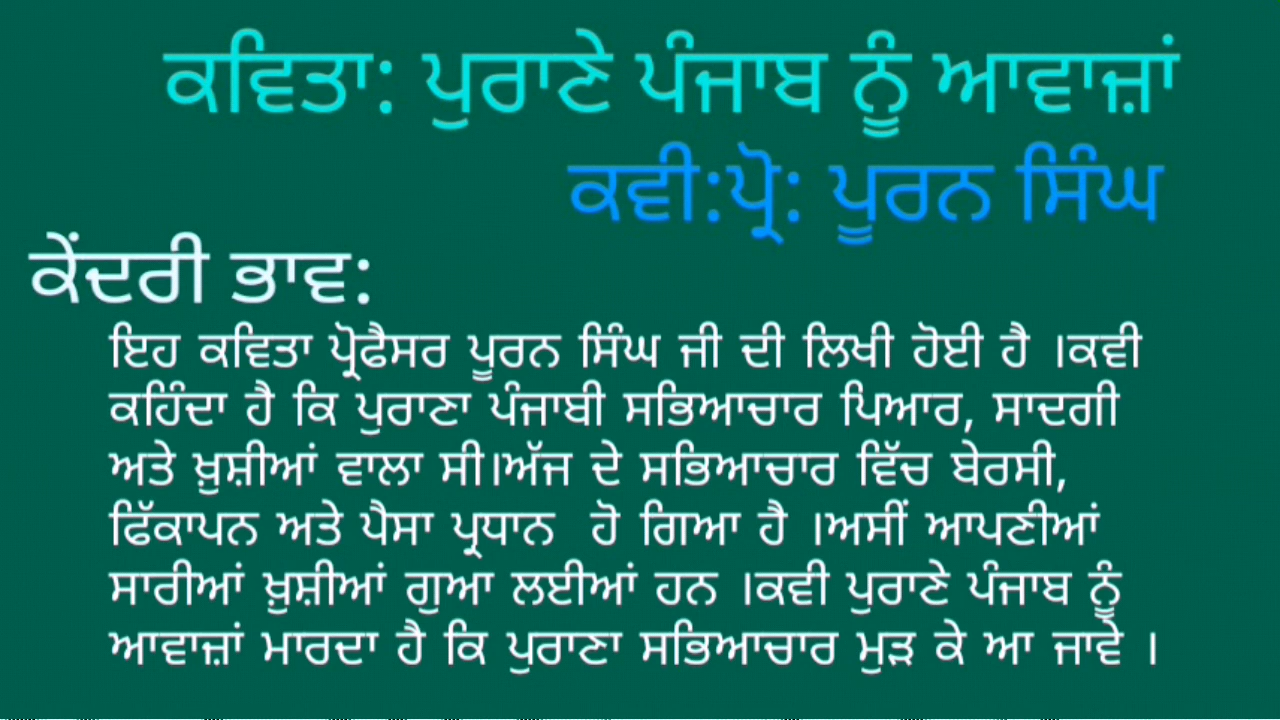 ਕਵਿਤਾ: ਪੁਰਾਣੇ ਪੰਜਾਬ ਨੂੰ ਆਵਾਜ਼ਾਂ
ਕਵੀ:ਪ੍ਰੋ: ਪੂਰਨ ਸਿੰਘ
ਕੇਂਦਰੀ ਭਾਵ:
ਇਹ ਕਵਿਤਾ ਪ੍ਰੋਫੈਸਰ ਪੂਰਨ ਸਿੰਘ ਜੀ ਦੀ ਲਿਖੀ ਹੋਈ ਹੈ ।ਕਵੀ
ਕਹਿੰਦਾ ਹੈ ਕਿ ਪੁਰਾਣਾ ਪੰਜਾਬੀ ਸਭਿਆਚਾਰ ਪਿਆਰ, ਸਾਦਗੀ
ਅਤੇ ਖ਼ੁਸ਼ੀਆਂ ਵਾਲਾ ਸੀ।ਅੱਜ ਦੇ ਸਭਿਆਚਾਰ ਵਿੱਚ ਬੇਰਸੀ,
ਫਿੱਕਾਪਨ ਅਤੇ ਪੈਸਾ ਪ੍ਰਧਾਨ  ਹੋ ਗਿਆ ਹੈ ।ਅਸੀਂ ਆਪਣੀਆਂ
ਸਾਰੀਆਂ ਖ਼ੁਸ਼ੀਆਂ ਗੁਆ ਲਈਆਂ ਹਨ ।ਕਵੀ ਪੁਰਾਣੇ ਪੰਜਾਬ ਨੂੰ
ਆਵਾਜ਼ਾਂ ਮਾਰਦਾ ਹੈ ਕਿ ਪੁਰਾਣਾ ਸਭਿਆਚਾਰ ਮੁੜ ਕੇ ਆ ਜਾਵੇ ।